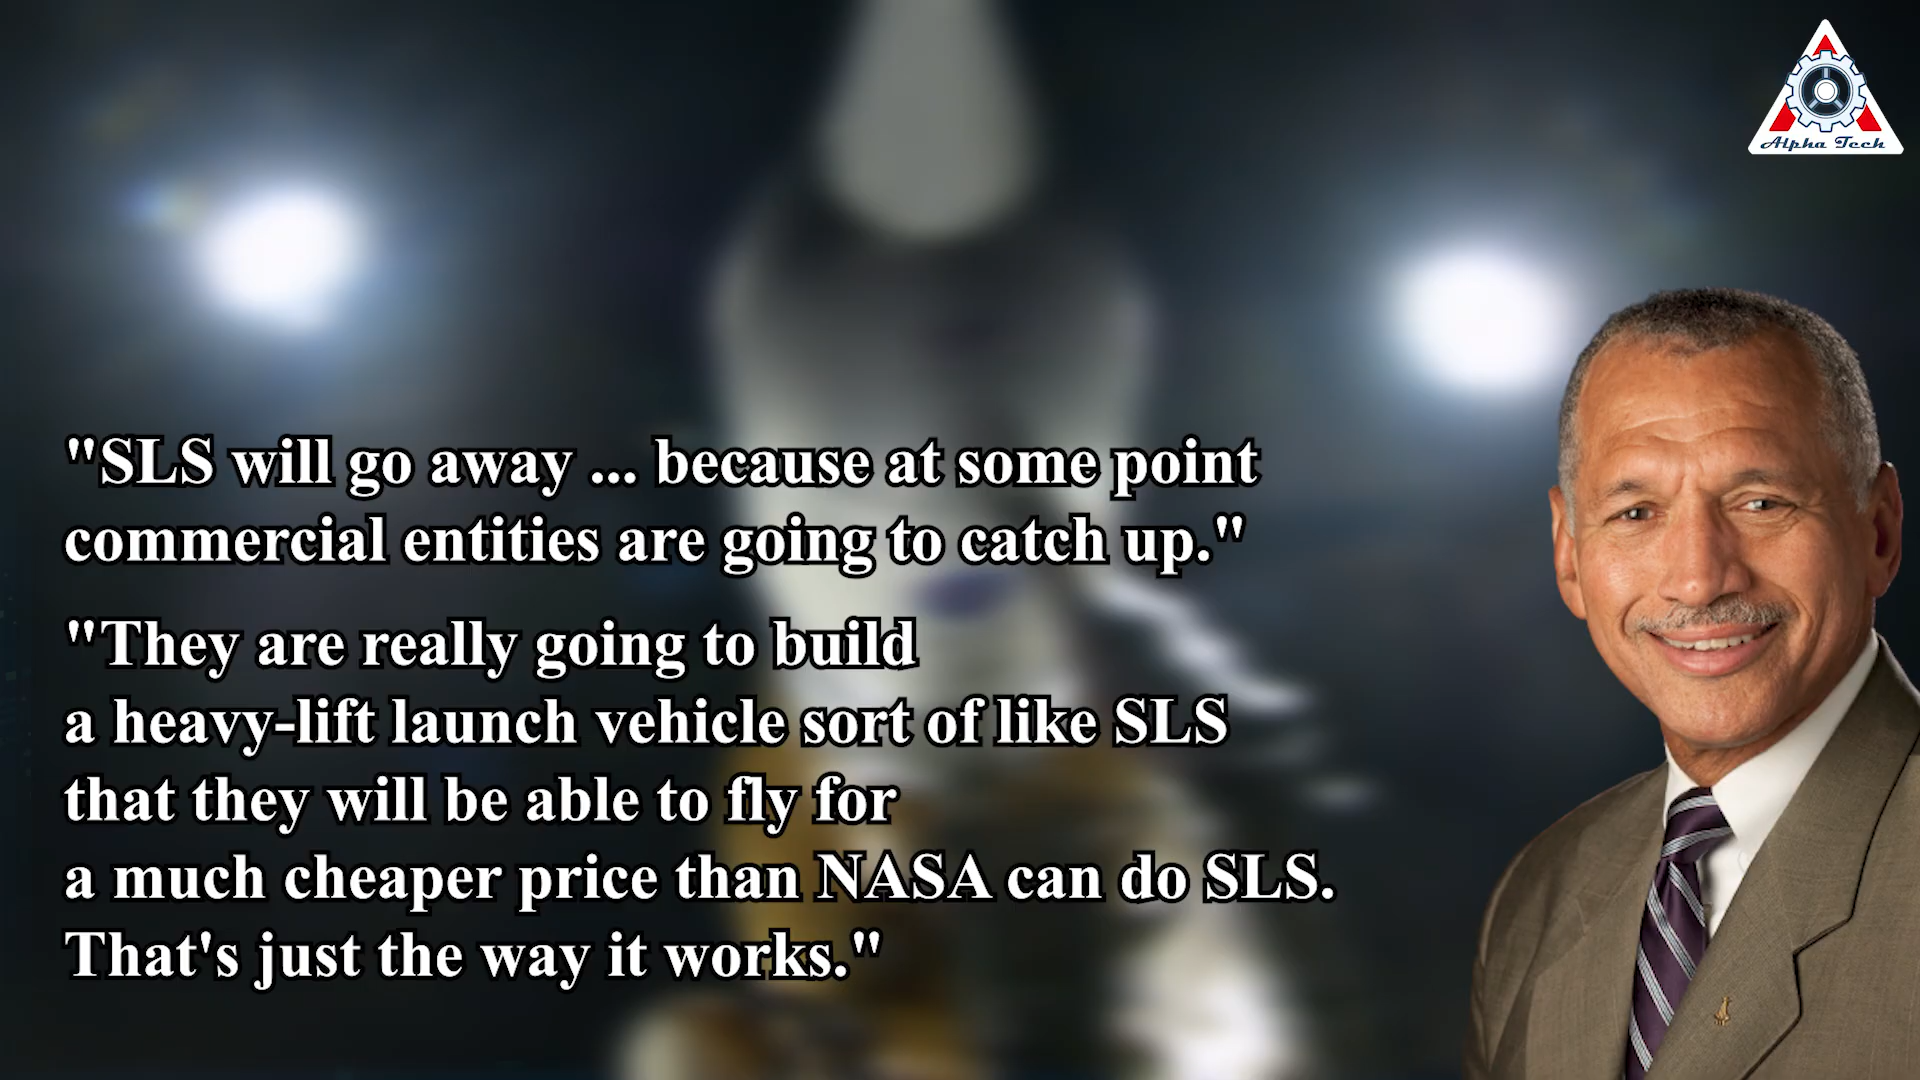 Alpha Tech
"SLS will go away ... because at some point
commercial entities are going to catch up."
"They are really going to build
a heavy-lift launch vehicle sort of like SLS
that they will be able to fly for
a much cheaper price than NASA can do SLS.
That's just the way it works."